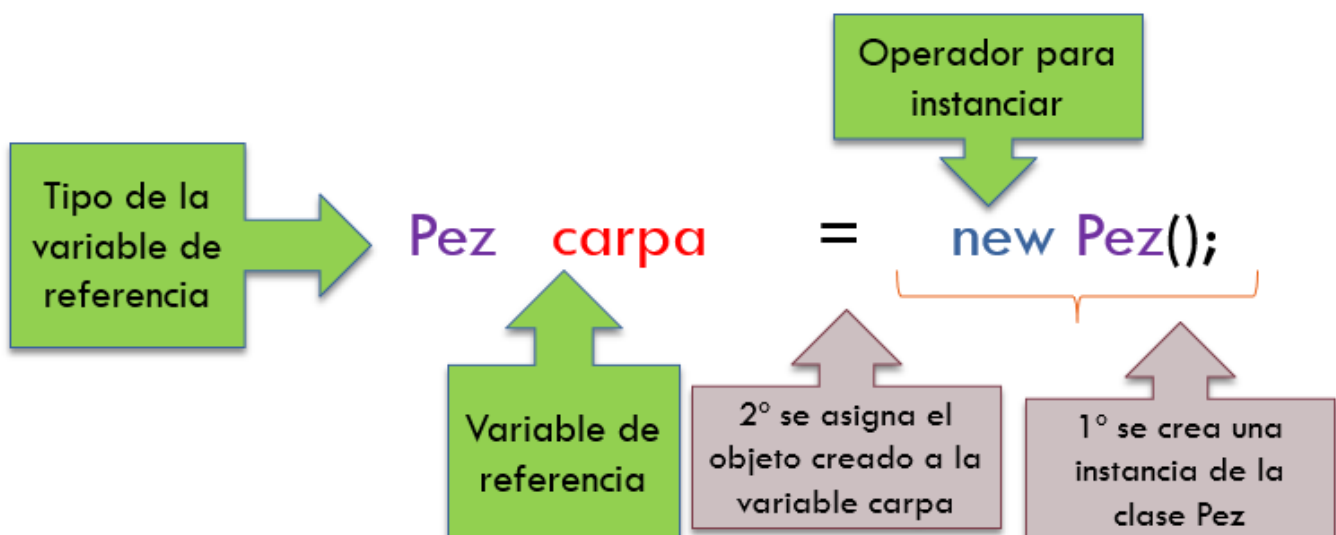 Operador para
instanciar
Tipo de la
variable de
referencia
Pez carpa = new Pez();
Variable de
referencia
2º se asigna el
objeto creado a la
variable carpa
1º se crea una
instancia de la
clase Pez